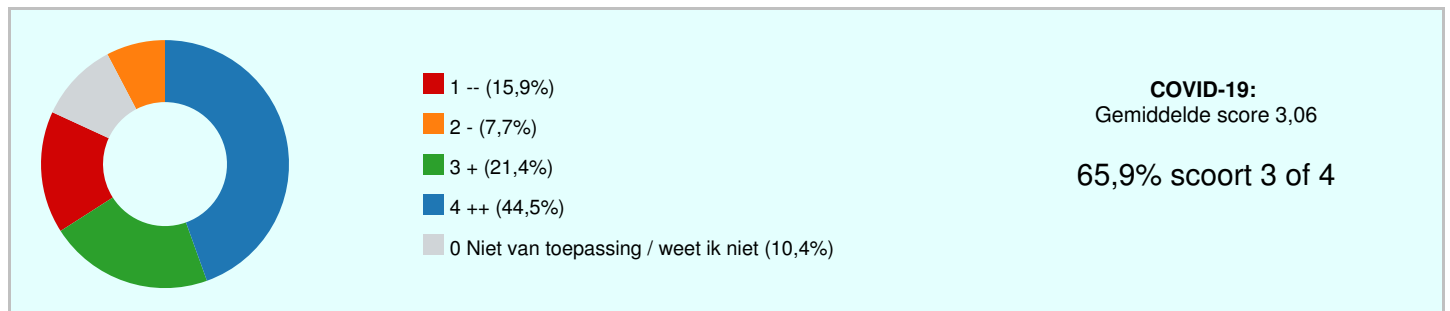 1 -- (15,9%)
2 - (7,7%)
3 + (21,4%)
4 ++ (44,5%)
0 Niet van toepassing / weet ik niet (10,4%)
COVID-19:
Gemiddelde score 3,06
65,9% scoort 3 of 4